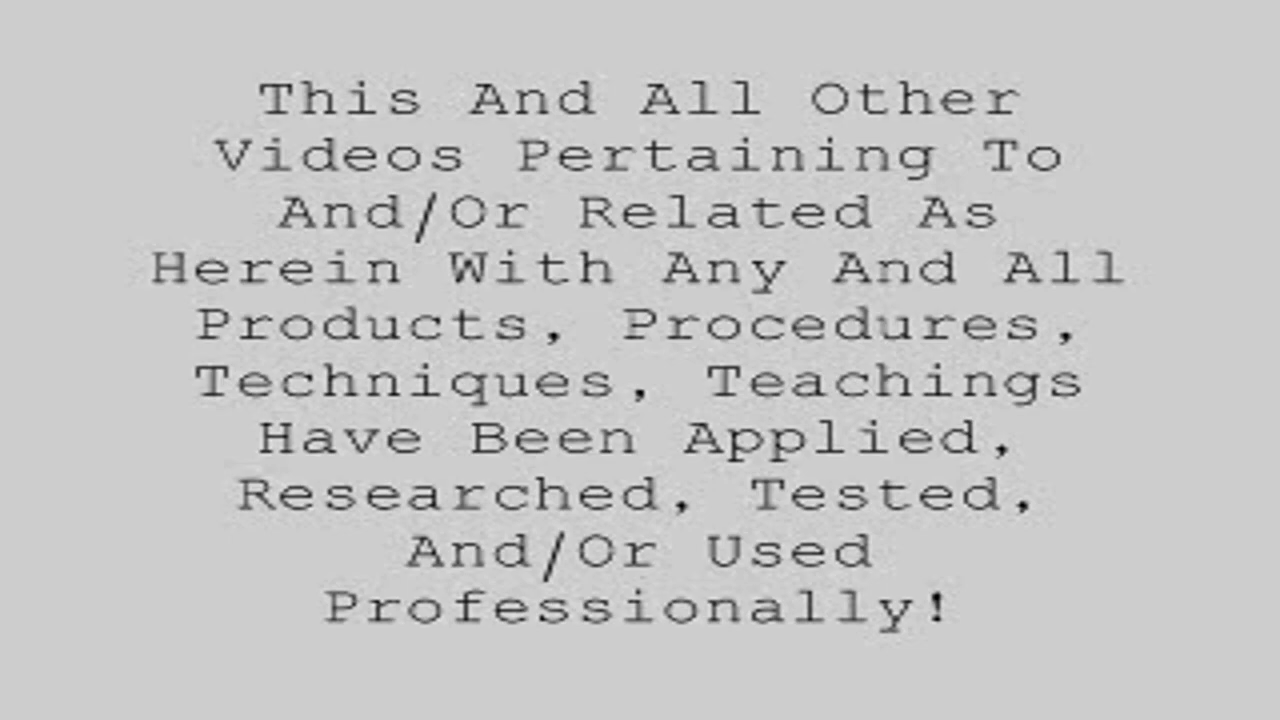 This And All Other
Videos Pertaining To
And/Or Related As
Herein With Any And All
Products, Procedures,
Techniques, Teachings
Have Been Applied,
Researched, Tested,
And/Or Used
Professionally!